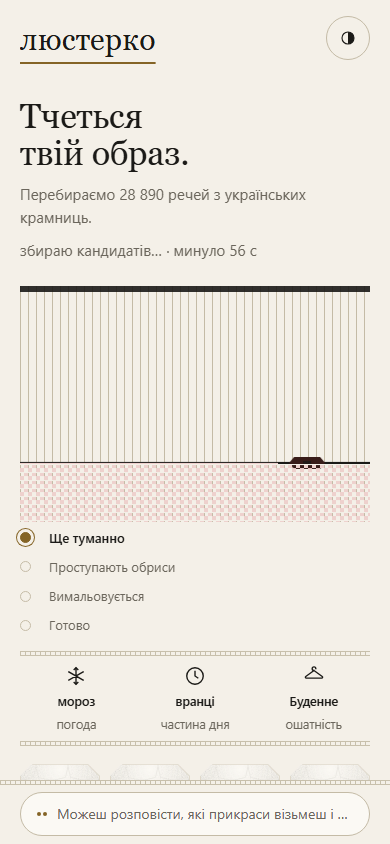 люстерко
Тчеться
твій образ.
Перебираємо 28 890 речей з українських
крамниць.
збираю кандидатів... · минуло 56 с
Ще туманно
Проступають обриси
Вимальовується
Готово
мороз
вранці
Буденне
погода
частина дня
ошатність
Можеш розповісти, які прикраси візьмеш і ...